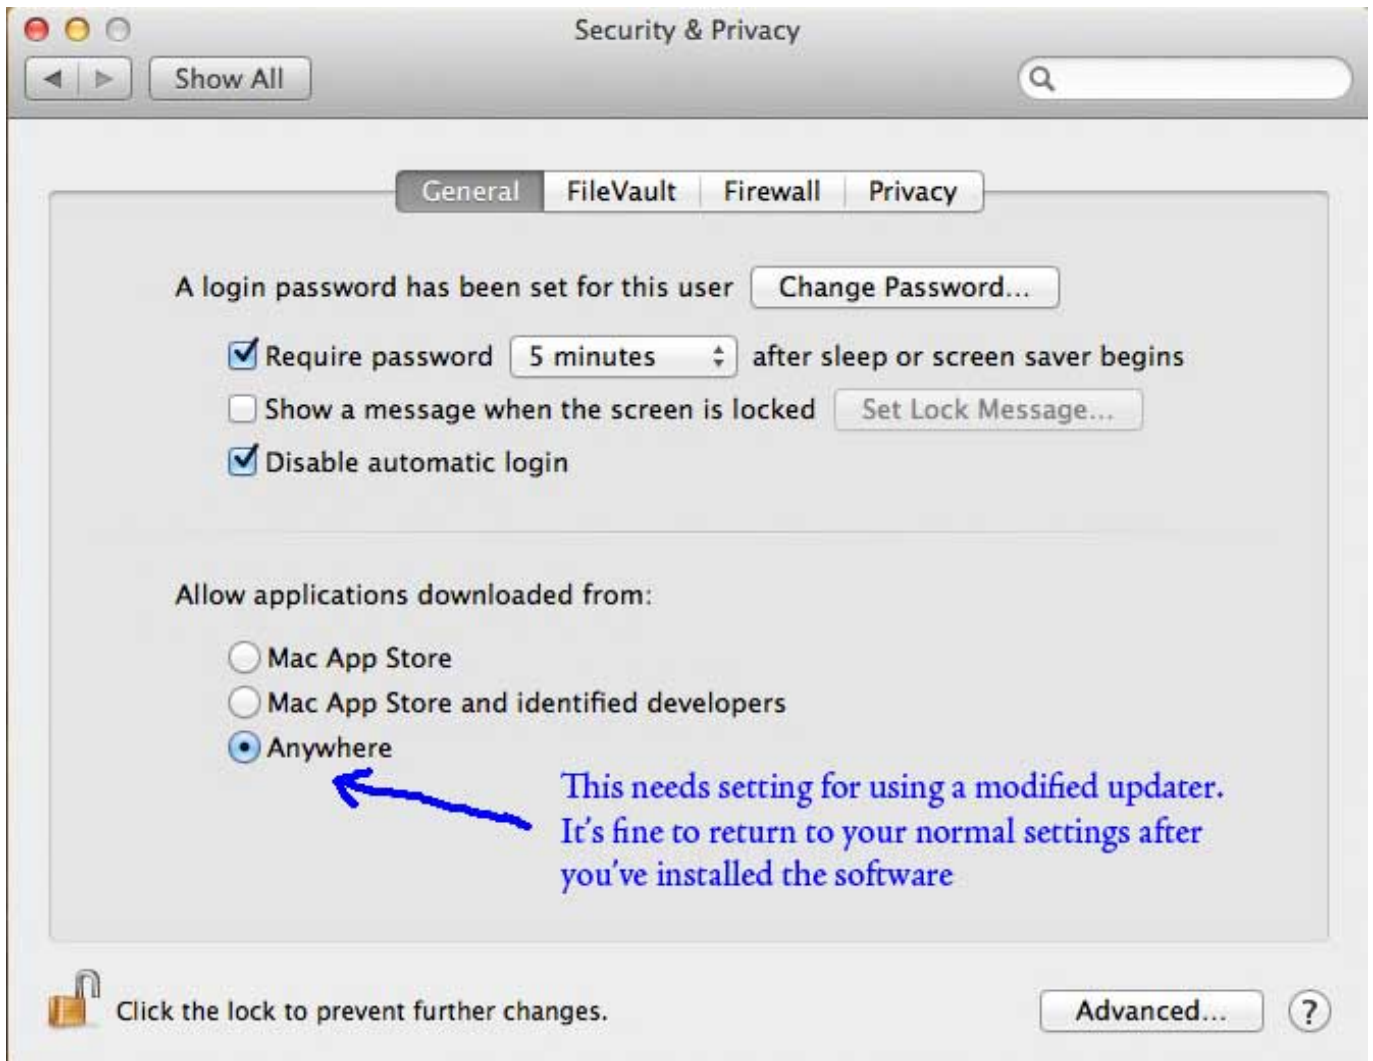 Security & Privacy
Show All
General FileVault Firewall Privacy
A login password has been set for this user Change Password...
Require password 5 minutes after sleep or screen saver begins
Show a message when the screen is locked Set Lock Message...
Disable automatic login
Allow applications downloaded from:
Mac App Store
Mac App Store and identified developers
Anywhere
This needs setting for using a modified updater.
It's fine to return to your normal settings after
you've installed the software
Click the lock to prevent further changes. Advanced... ?